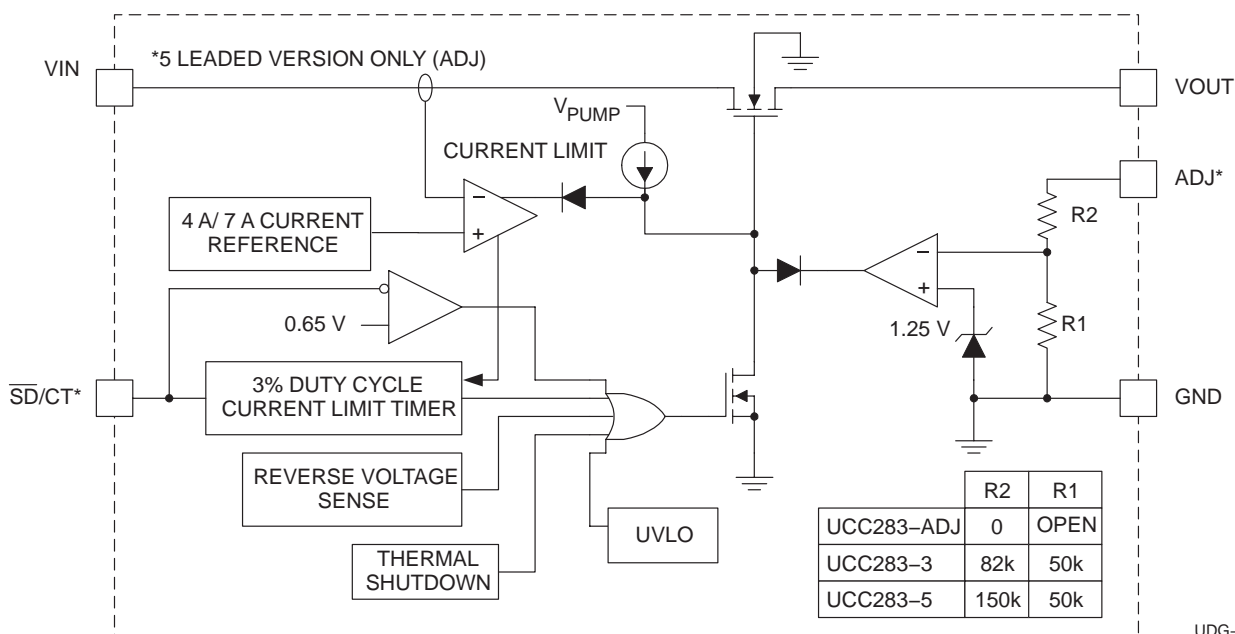 *5 LEADED VERSION ONLY (ADJ)
VIN
VOUT
VPUMP
CURRENT LIMIT
ADJ*
−
+
4 A/ 7 A CURRENT
REFERENCE
R2
−
+
0.65 V
1.25 V
R1
SD/CT*
3% DUTY CYCLE
CURRENT LIMIT TIMER
GND
REVERSE VOLTAGE
SENSE
UVLO
THERMAL
SHUTDOWN
R2 R1
UCC283−ADJ 0 OPEN
UCC283−3 82k 50k
UCC283−5 150k 50k
UDG-